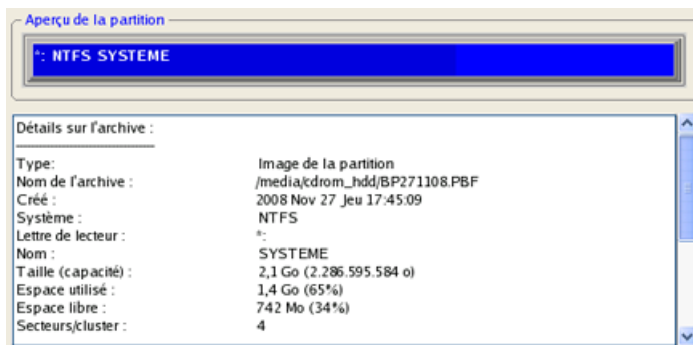 Aperçu de la partition
*: NTFS SYSTEME
Détails sur l'archive :
Type: Image de la partition
Nom de l'archive : /media/cdrom_hdd/BP271108.PBF
Créé : 2008 Nov 27 Jeu 17:45:09
Système : NTFS
Lettre de lecteur : *:
Nom : SYSTEME
Taille (capacité) : 2,1 Go (2.286.595.584 o)
Espace utilisé : 1,4 Go (65%)
Espace libre : 742 Mo (34%)
Secteurs/cluster : 4